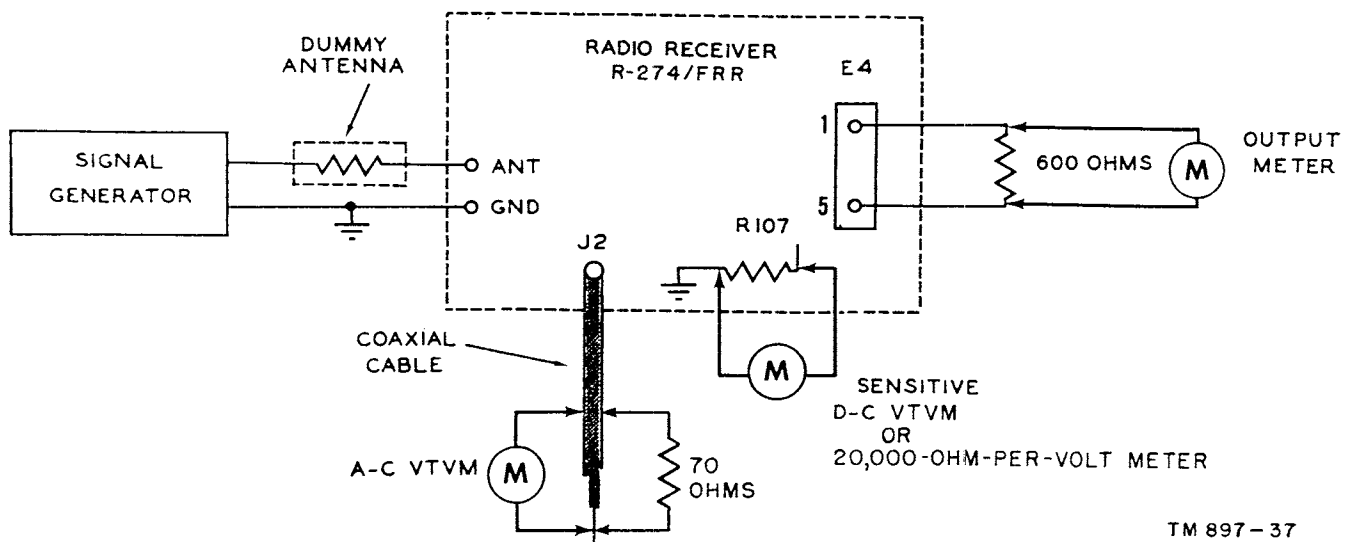 DUMMY
ANTENNA
RADIO RECEIVER
R-274/FRR
E4
SIGNAL
GENERATOR
ANT
GND
1
5
600 OHMS
M
OUTPUT
METER
J2
R107
COAXIAL
CABLE
M
SENSITIVE
D-C VTVM
OR
20,000-OHM-PER-VOLT METER
A-C VTVM
M
70
OHMS
TM 897-37